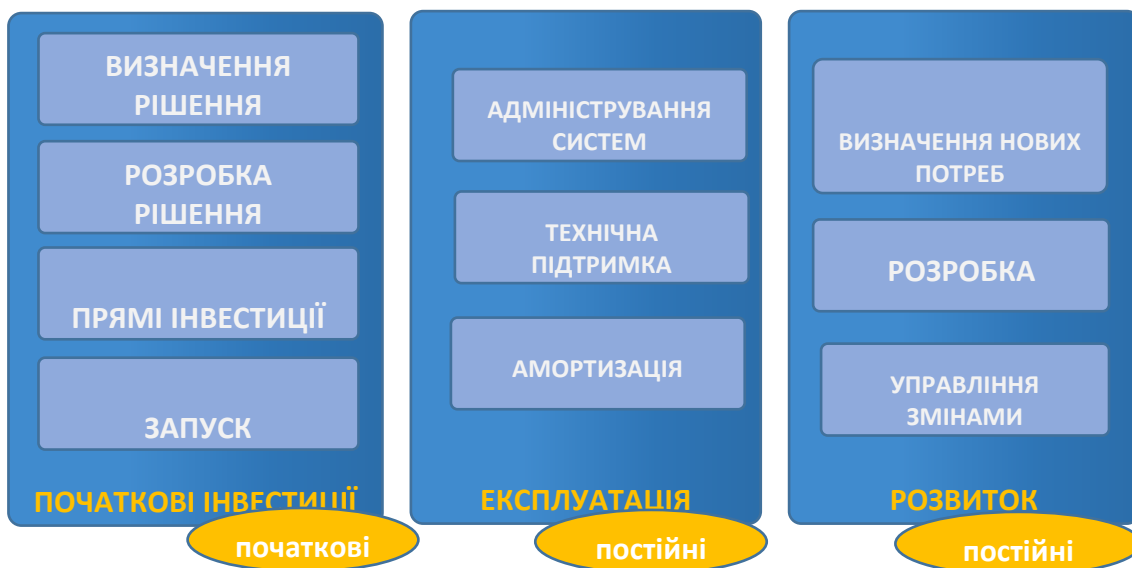 ВИЗНАЧЕННЯ
РІШЕННЯ
РОЗРОБКА
РІШЕННЯ
ПРЯМІ ІНВЕСТИЦІЇ
ЗАПУСК
ПОЧАТКОВІ ІНВЕСТИЦІЇ
початкові
АДМІНІСТРУВАННЯ
СИСТЕМ
ТЕХНІЧНА
ПІДТРИМКА
АМОРТИЗАЦІЯ
ЕКСПЛУАТАЦІЯ
постійні
ВИЗНАЧЕННЯ НОВИХ
ПОТРЕБ
РОЗРОБКА
УПРАВЛІННЯ
ЗМІНАМИ
РОЗВИТОК
постійні